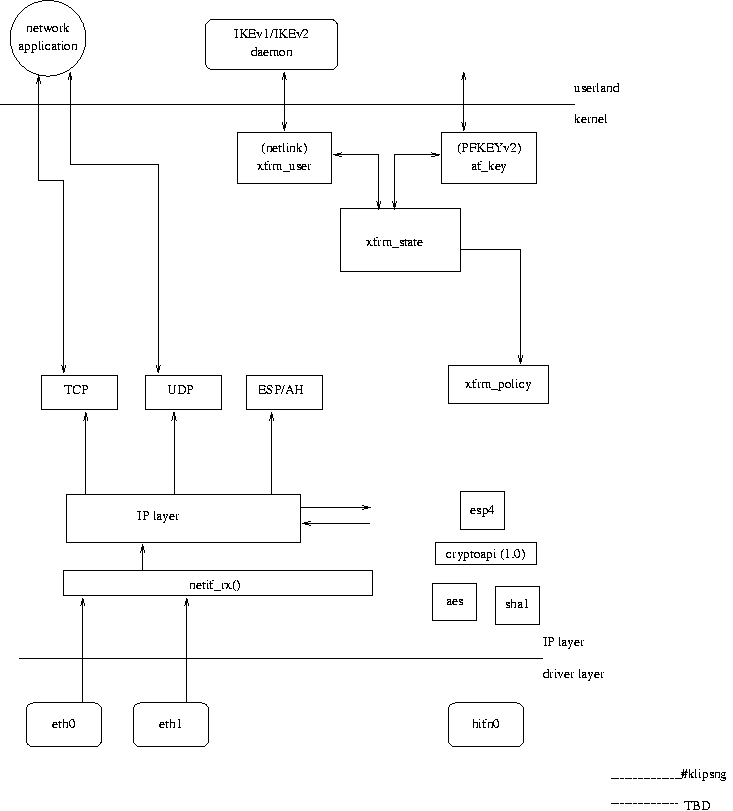 network
application
IKEv1/IKEv2
daemon
userland
kernel
(netlink)
xfrm_user
(PFKEYv2)
af_key
xfrm_state
TCP
UDP
ESP/AH
xfrm_policy
IP layer
esp4
cryptoapi (1.0)
netif_rx()
aes
sha1
IP layer
driver layer
eth0
eth1
hifn0
#klipsng
TBD